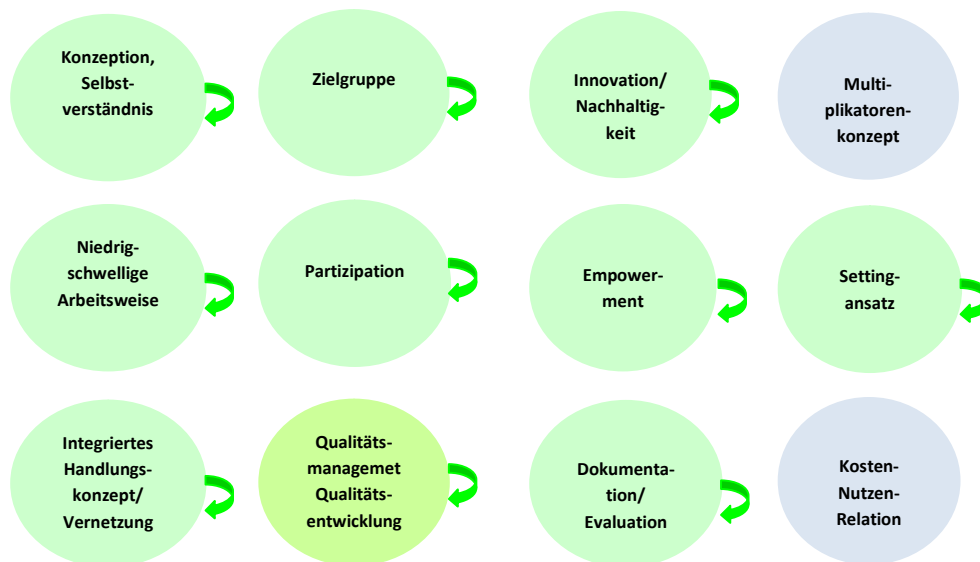 Konzeption,
Selbst-
verständnis
Zielgruppe
Innovation/
Nachhaltig-
keit
Multi-
plikatoren-
konzept
Niedrig-
schwellige
Arbeitsweise
Partizipation
Empower-
ment
Setting-
ansatz
Integriertes
Handlungs-
konzept/
Vernetzung
Qualitäts-
managemet
Qualitäts-
entwicklung
Dokumenta-
tion/
Evaluation
Kosten-
Nutzen-
Relation